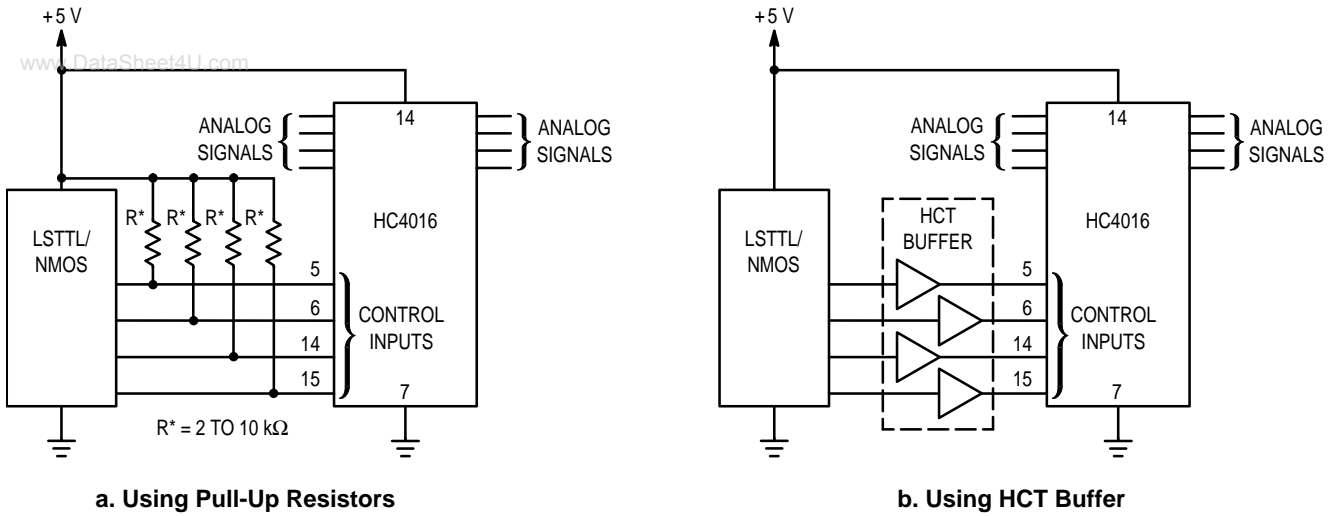 +5 V
www.DataSheet4U.com
ANALOG
SIGNALS
14
ANALOG
SIGNALS
R* R* R* R*
LSTTL/
NMOS
HC4016
5
6
14
15
CONTROL
INPUTS
7
R* = 2 TO 10 kΩ
a. Using Pull-Up Resistors
+5 V
ANALOG
SIGNALS
14
ANALOG
SIGNALS
LSTTL/
NMOS
HCT
BUFFER
HC4016
5
6
14
15
CONTROL
INPUTS
7
b. Using HCT Buffer